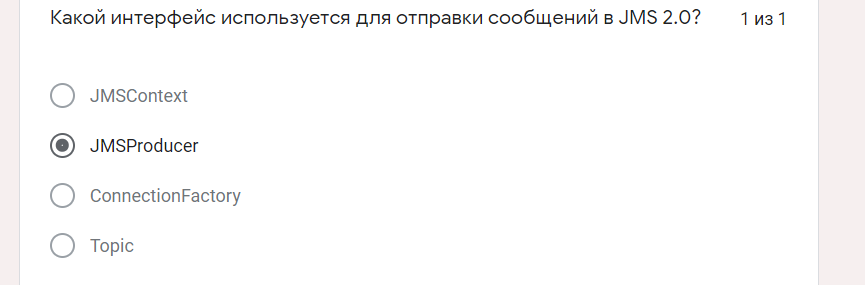 Какой интерфейс используется для отправки сообщений в JMS 2.0? 1 из 1
JMSContext
JMSProducer
ConnectionFactory
Topic